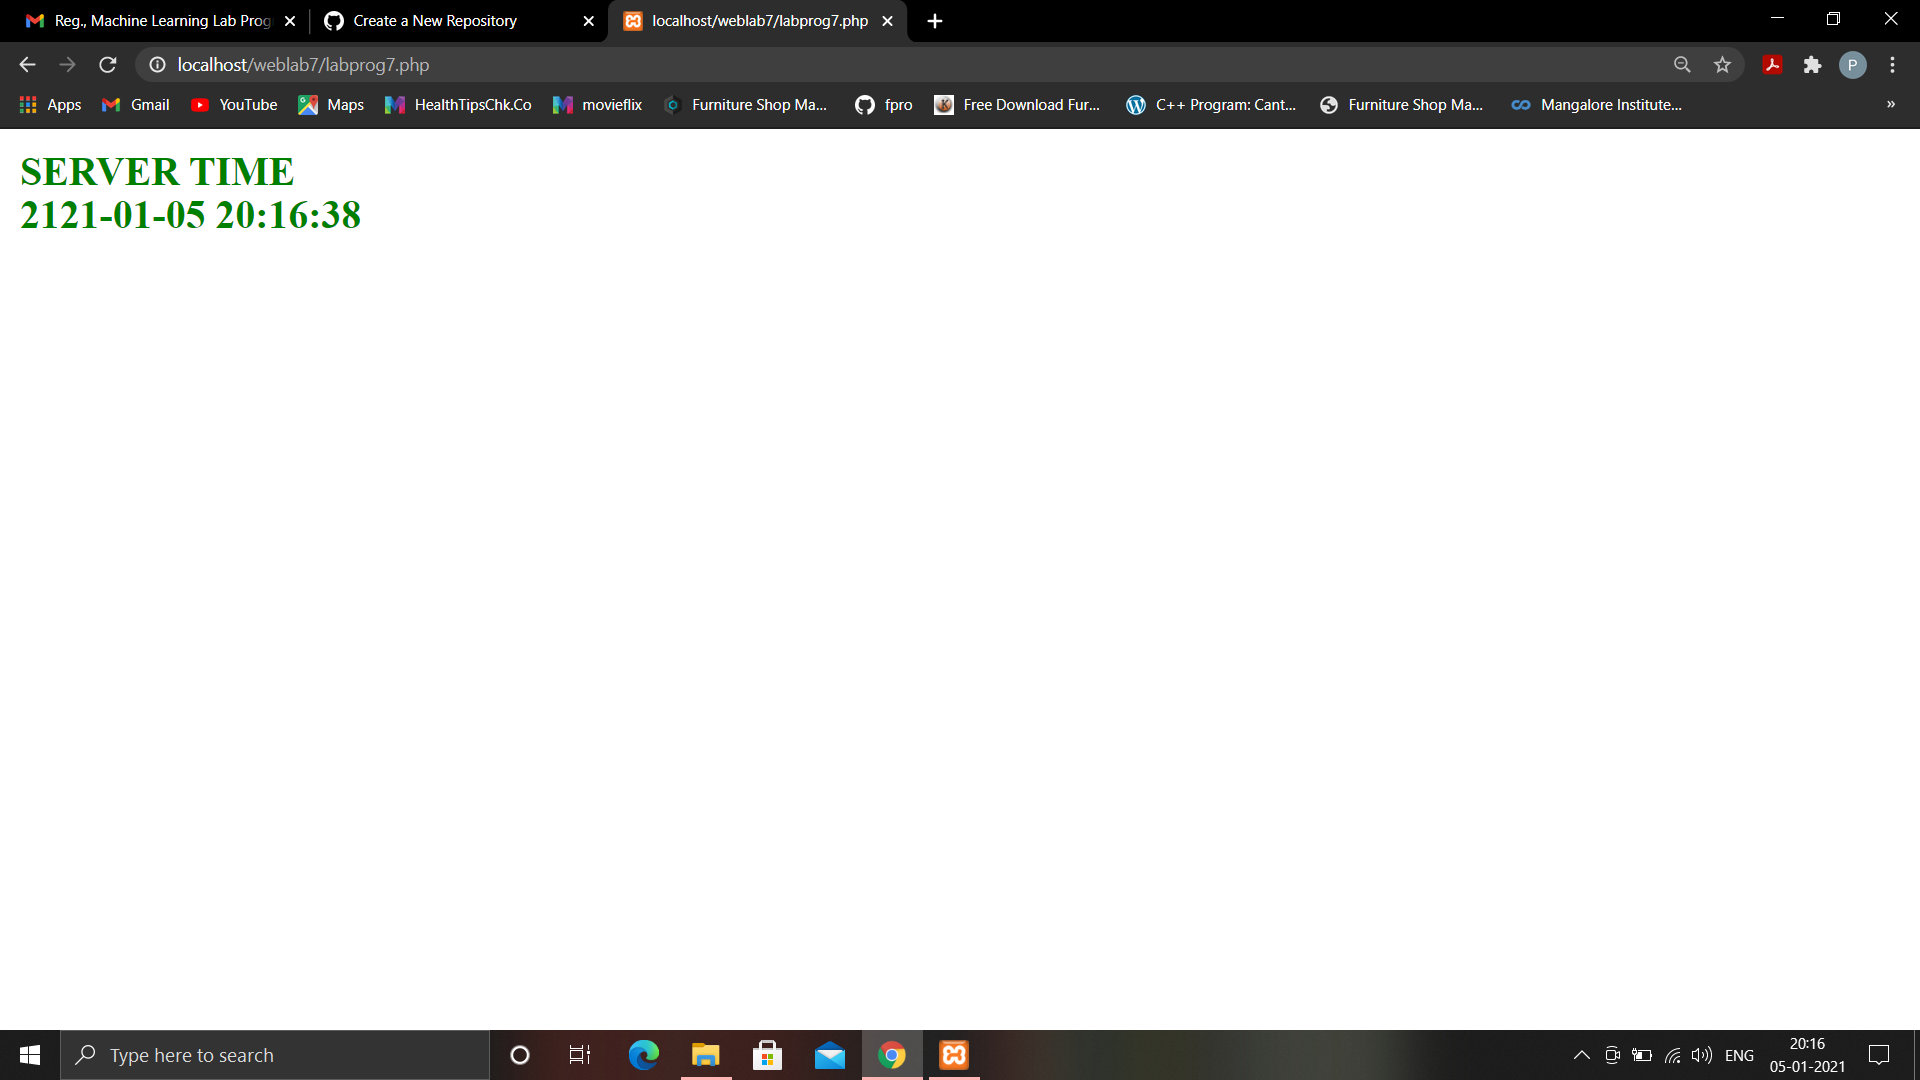 Reg., Machine Learning Lab Prog
Create a New Repository
localhost/weblab7/labprog7.php
localhost/weblab7/labprog7.php
P
Apps
Gmail
YouTube
Maps
HealthTipsChk.Co
movieflix
Furniture Shop Ma...
fpro
Free Download Fur...
C++ Program: Cant...
Furniture Shop Ma...
Mangalore Institute...
»
SERVER TIME
2121-01-05 20:16:38
Type here to search
ENG
20:16
05-01-2021